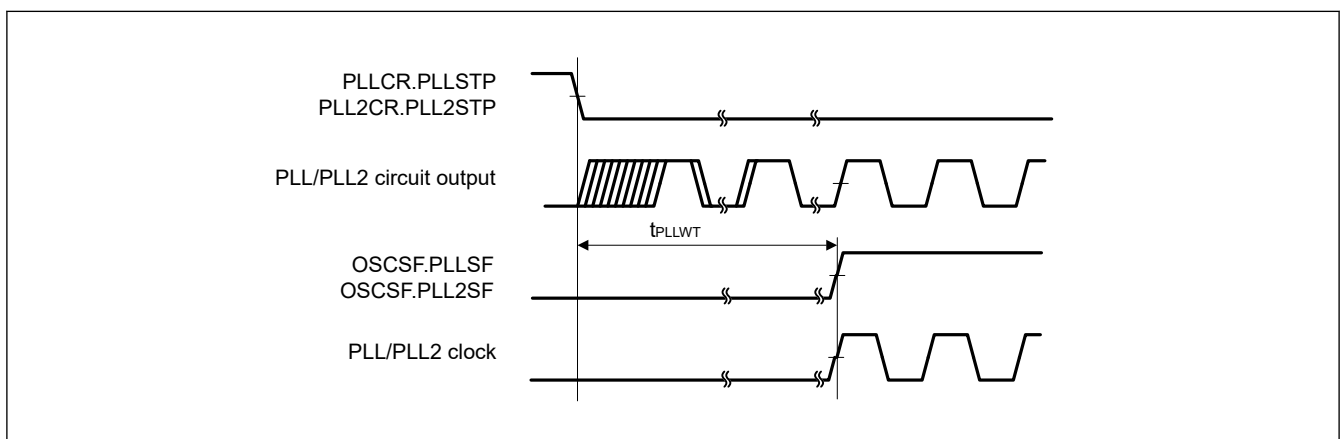 PLLCR.PLLSTP
PLL2CR.PLL2STP
PLL/PLL2 circuit output
tPLLWT
OSCSF.PLLSF
OSCSF.PLL2SF
PLL/PLL2 clock